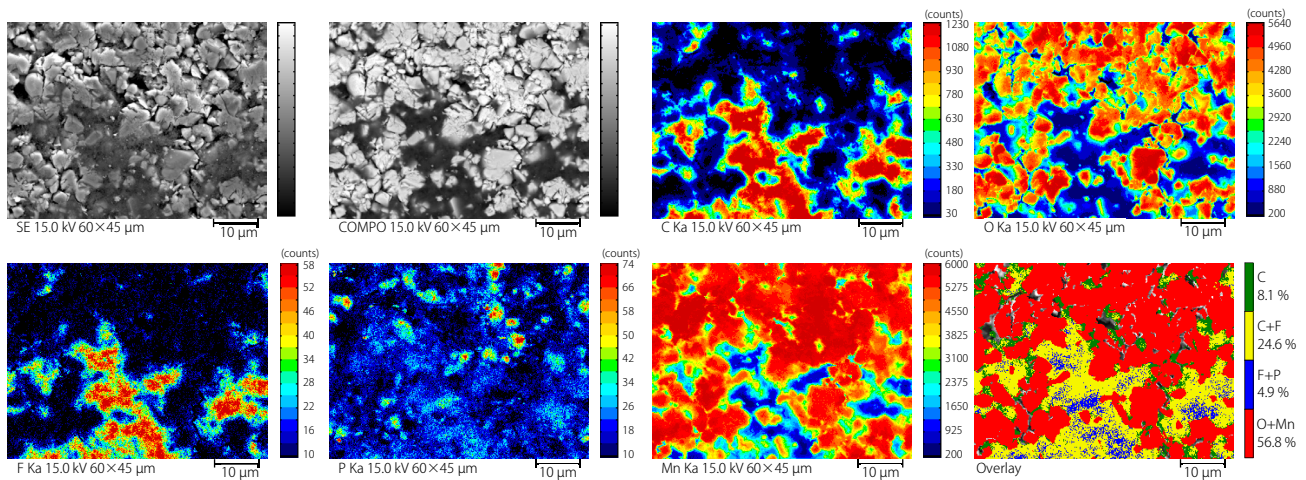 (counts)
1230
1080
930
780
630
480
330
180
30
(counts)
5640
4960
4280
3600
2920
2240
1560
880
200
SE 15.0 kV 60×45 μm
10 μm
COMPO 15.0 kV 60×45 μm
10 μm
C Ka 15.0 kV 60×45 μm
10 μm
O Ka 15.0 kV 60×45 μm
10 μm
(counts)
58
52
46
40
34
28
22
16
10
(counts)
74
66
58
50
42
34
26
18
10
(counts)
6000
5275
4550
3825
3100
2375
1650
925
200
C
8.1 %
C+F
24.6 %
F+P
4.9 %
O+Mn
56.8 %
F Ka 15.0 kV 60×45 μm
10 μm
P Ka 15.0 kV 60×45 μm
10 μm
Mn Ka 15.0 kV 60×45 μm
10 μm
Overlay
10 μm